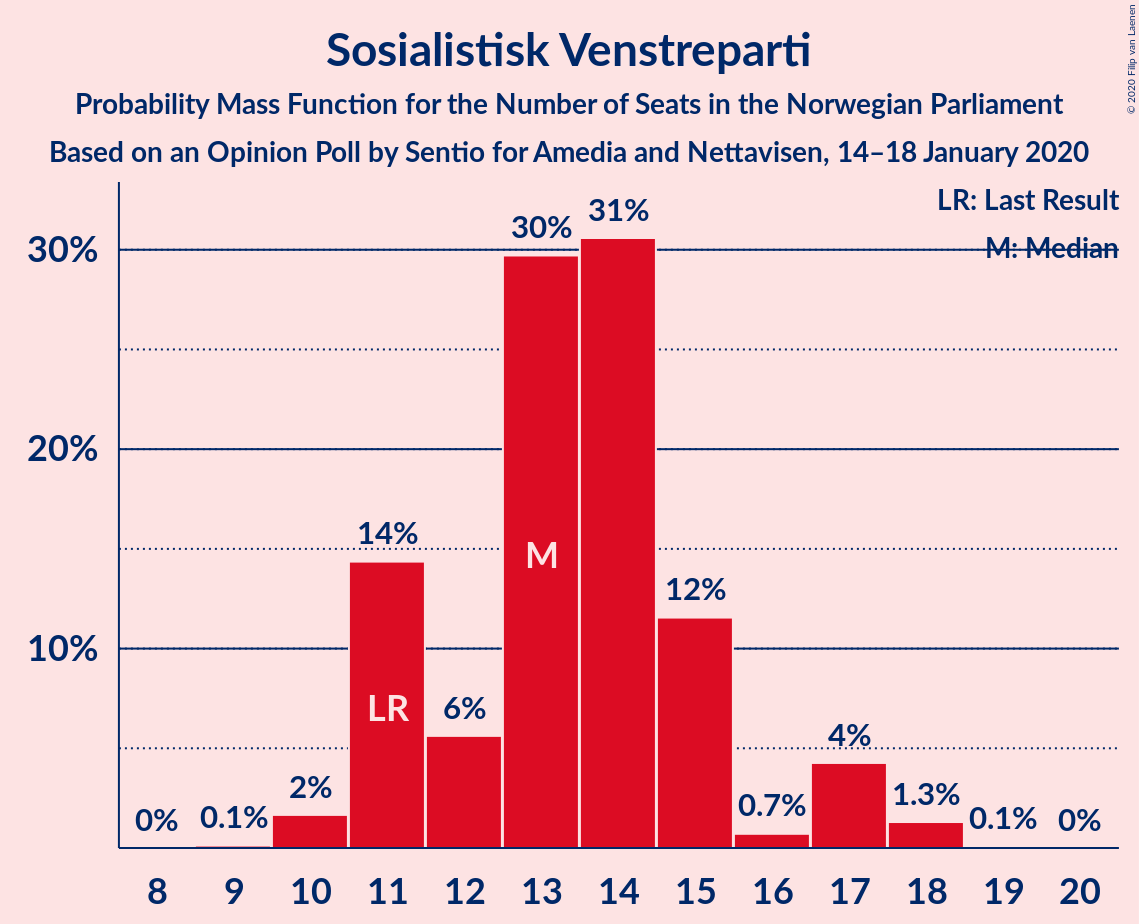 Sosialistisk Venstreparti
Probability Mass Function for the Number of Seats in the Norwegian Parliament
Based on an Opinion Poll by Sentio for Amedia and Nettavisen, 14–18 January 2020
© 2020 Filip van Laenen
LR: Last Result
M: Median
30%
20%
10%
0%
0.1%
2%
14%
6%
30%
31%
12%
0.7%
4%
1.3%
0.1%
0%
LR
M
8 9 10 11 12 13 14 15 16 17 18 19 20